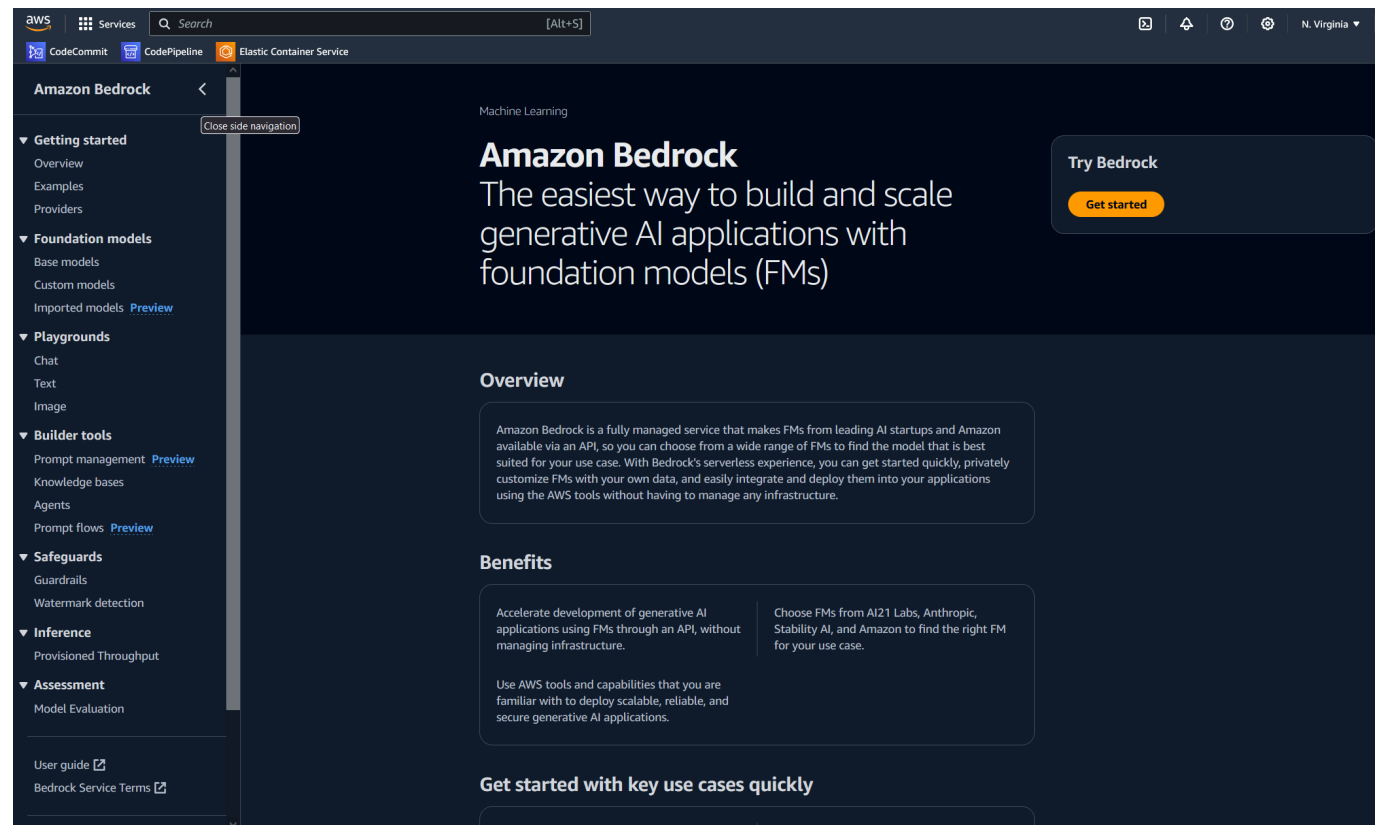 aws
Services
Search
[Alt+S]
N. Virginia
CodeCommit
CodePipeline
Elastic Container Service
Amazon Bedrock
Close side navigation
Getting started
Overview
Examples
Providers
Foundation models
Base models
Custom models
Imported models Preview
Playgrounds
Chat
Text
Image
Builder tools
Prompt management Preview
Knowledge bases
Agents
Prompt flows Preview
Safeguards
Guardrails
Watermark detection
Inference
Provisioned Throughput
Assessment
Model Evaluation
User guide
Bedrock Service Terms
Machine Learning
Amazon Bedrock
The easiest way to build and scale
generative AI applications with
foundation models (FMs)
Try Bedrock
Get started
Overview
Amazon Bedrock is a fully managed service that makes FMs from leading AI startups and Amazon
available via an API, so you can choose from a wide range of FMs to find the model that is best
suited for your use case. With Bedrock's serverless experience, you can get started quickly, privately
customize FMs with your own data, and easily integrate and deploy them into your applications
using the AWS tools without having to manage any infrastructure.
Benefits
Accelerate development of generative AI
applications using FMs through an API, without
managing infrastructure.
Choose FMs from AI21 Labs, Anthropic,
Stability AI, and Amazon to find the right FM
for your use case.
Use AWS tools and capabilities that you are
familiar with to deploy scalable, reliable, and
secure generative AI applications.
Get started with key use cases quickly